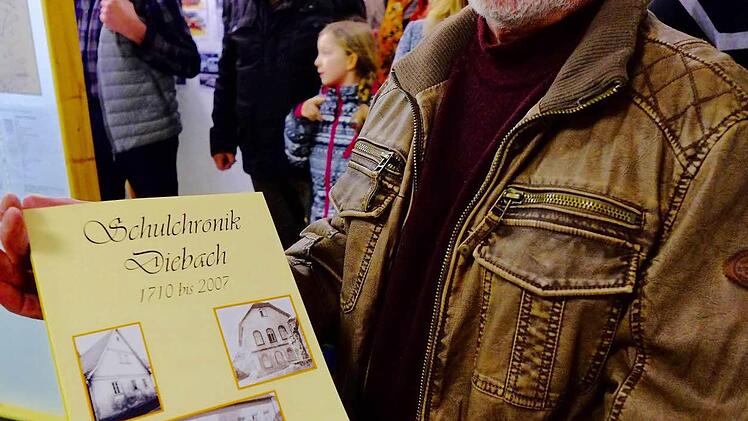 Schulchronik
Diebach
1710 bis 2007